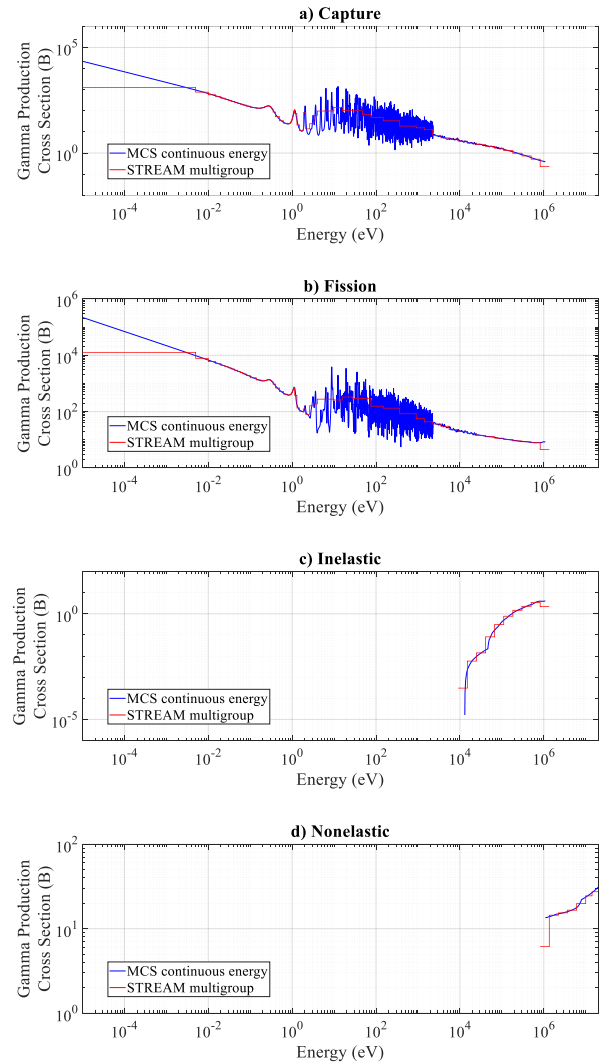 a) Capture
Gamma Production
Cross Section (B)
10^5
10^0
MCS continuous energy
STREAM multigroup
10^-4 10^-2 10^0 10^2 10^4 10^6
Energy (eV)
b) Fission
Gamma Production
Cross Section (B)
10^6
10^4
10^2
10^0
MCS continuous energy
STREAM multigroup
10^-4 10^-2 10^0 10^2 10^4 10^6
Energy (eV)
c) Inelastic
Gamma Production
Cross Section (B)
10^0
10^-5
MCS continuous energy
STREAM multigroup
10^-4 10^-2 10^0 10^2 10^4 10^6
Energy (eV)
d) Nonelastic
Gamma Production
Cross Section (B)
10^2
10^1
10^0
MCS continuous energy
STREAM multigroup
10^-4 10^-2 10^0 10^2 10^4 10^6
Energy (eV)